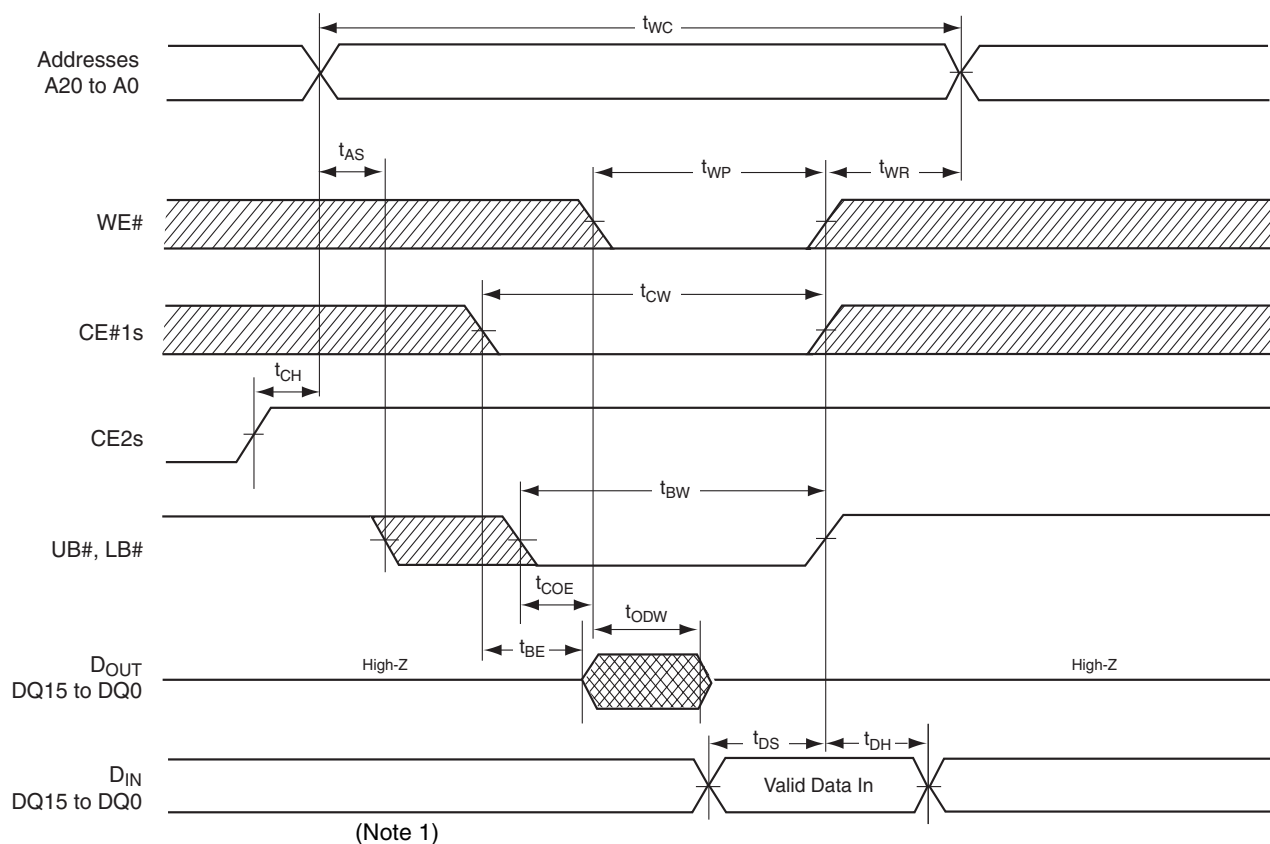 tWC
Addresses
A20 to A0
tAS
tWP
tWR
WE#
tCW
CE#1s
tCH
CE2s
tBW
UB#, LB#
tCOE
tODW
tBE
DOUT
DQ15 to DQ0
High-Z
High-Z
tDS
tDH
DIN
DQ15 to DQ0
Valid Data In
(Note 1)